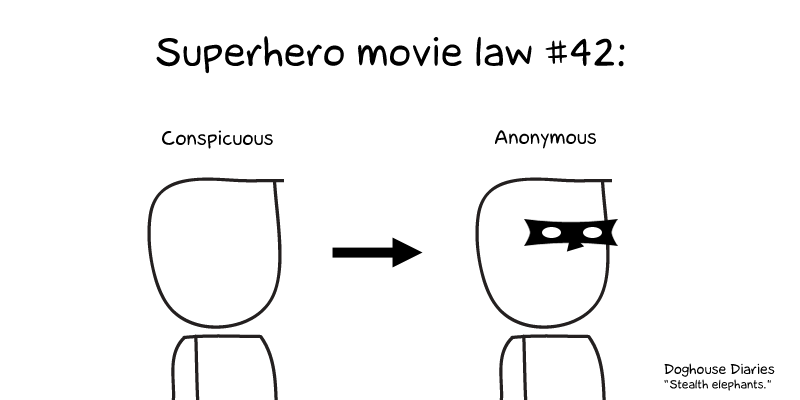 Superhero movie law #42:
Conspicuous
Anonymous
Doghouse Diaries
"Stealth elephants."